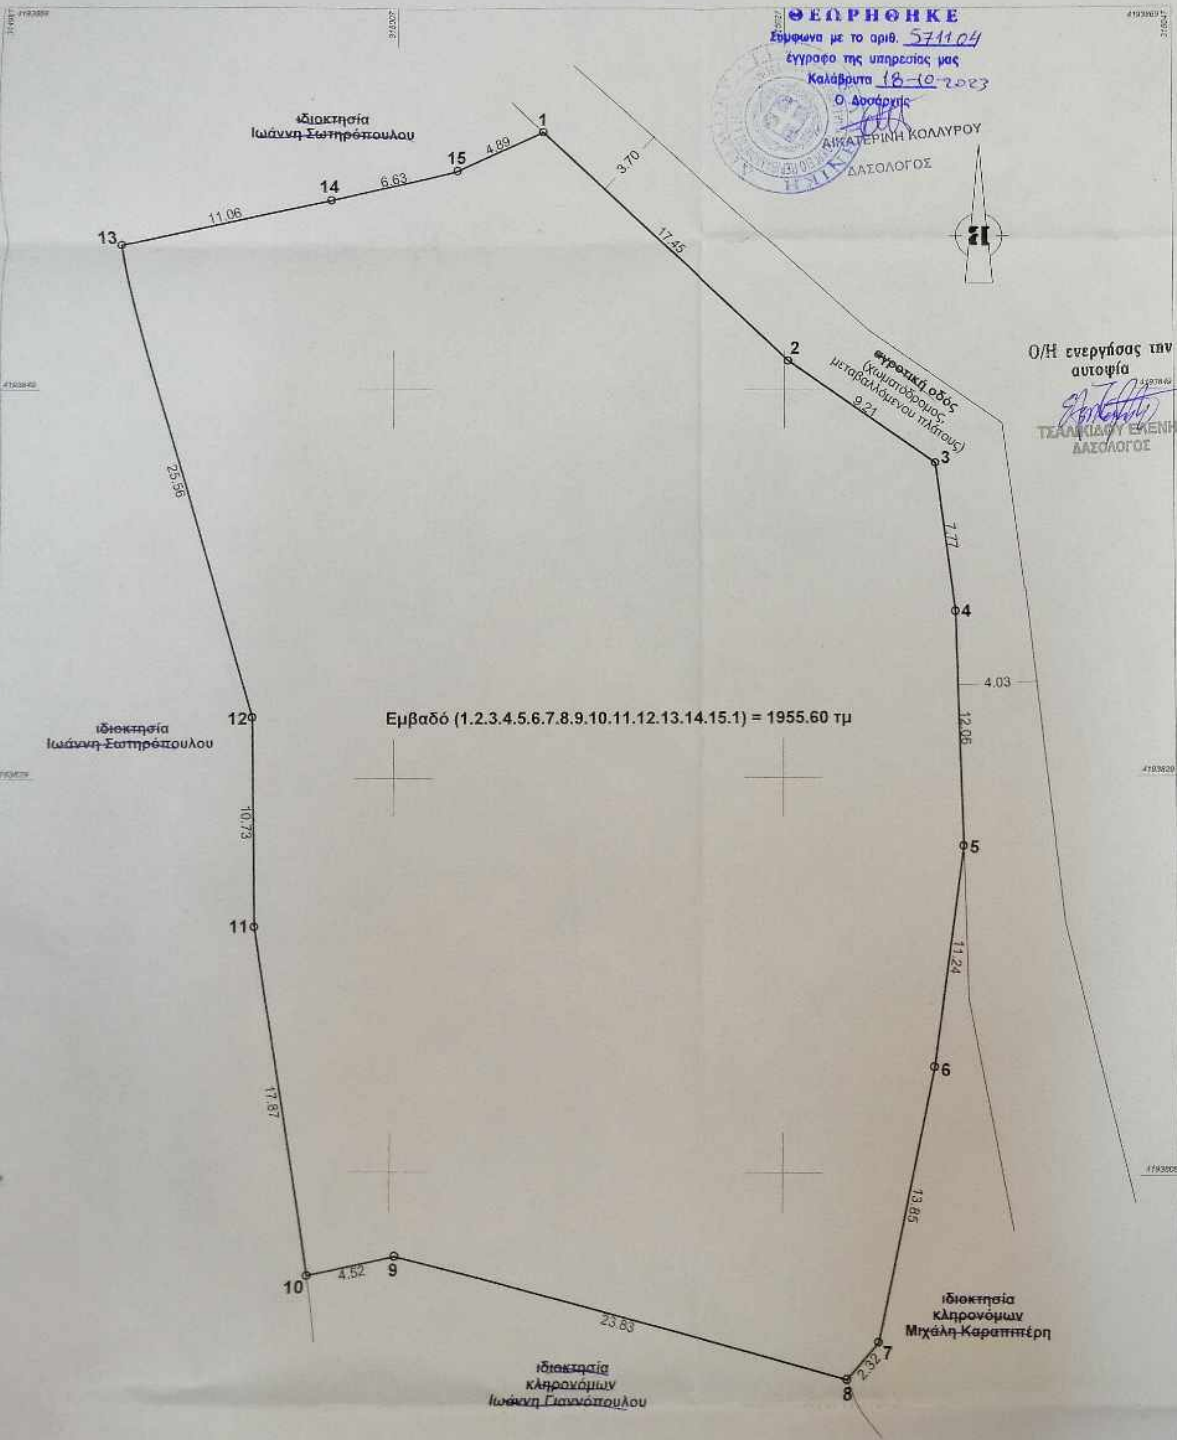 4193869
ΘΕΩΡΗΘΗΚΕ
Σύμφωνα με το αριθ. 571104
έγγραφο της υπηρεσίας μας
Καλάβρυτα 18-10-2023
Ο Δασάρχης
ΑΙΚΑΤΕΡΙΝΗ ΚΟΛΛΥΡΟΥ
ΔΑΣΟΛΟΓΟΣ
ιδιοκτησία
Ιωάννη Σωτηρόπουλου
1
4.89
15
6.63
14
11.06
13
3.70
17.45
2
αγροτική οδός
(χωματόδρομος,
μεταβαλλόμενου πλάτους)
9.21
3
Ο/Η ενεργήσας την
αυτοψία
ΤΣΑΛΙΚΙΔΟΥ ΕΛΕΝΗ
ΔΑΣΟΛΟΓΟΣ
4193849
25.56
7.77
4
4.03
12.06
12
Εμβαδό (1.2.3.4.5.6.7.8.9.10.11.12.13.14.15.1) = 1955.60 τμ
ιδιοκτησία
Ιωάννη Σωτηρόπουλου
4193829
10.73
5
11
11.24
6
17.87
13.85
10
4.52
9
23.83
7
2.32
8
ιδιοκτησία
κληρονόμων
Μιχάλη Καραπιπέρη
ιδιοκτησία
κληρονόμων
Ιωάννη Γιαννόπουλου